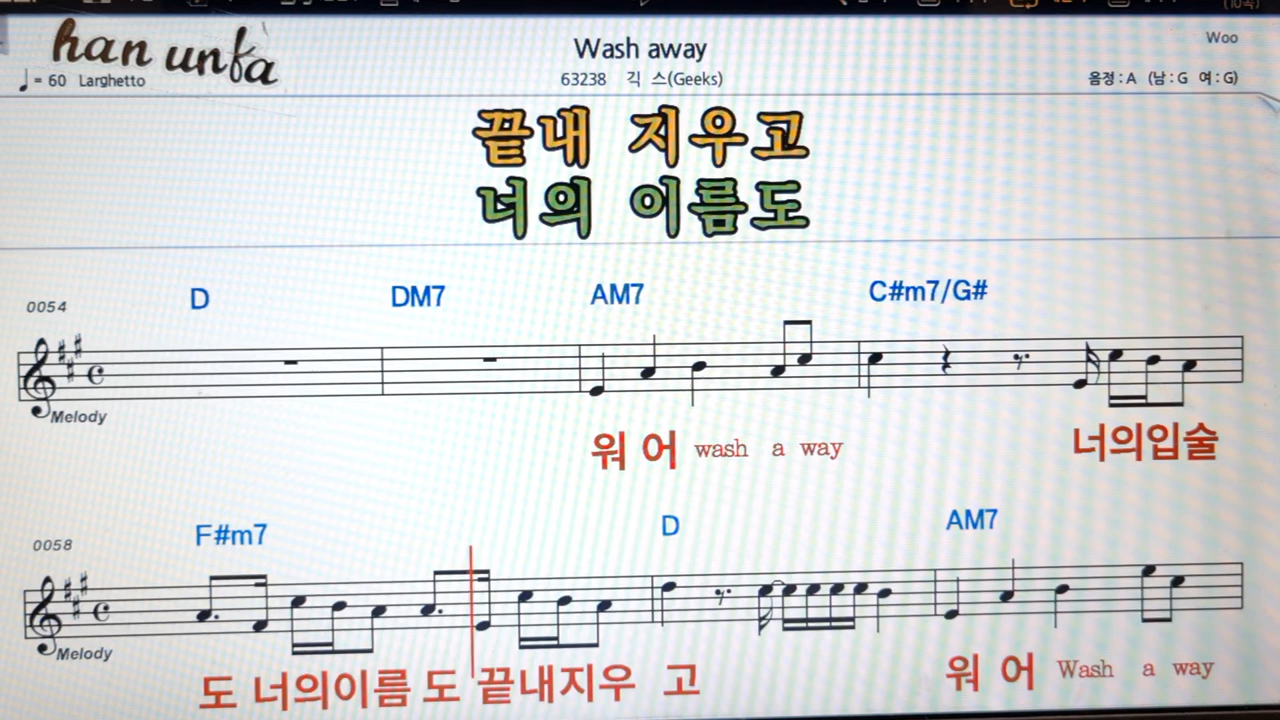 han unfa
Wash away
Woo
♩ = 60 Larghetto
63238 긱 스(Geeks)
음정 : A (남 : G 여 : G)
끝내 지우고
너의 이름도
0054 D DM7 AM7 C#m7/G#
Melody
워 어 wash a way 너의입술
0058 F#m7 D AM7
Melody
도 너의이름 도 끝내지우 고 워 어 Wash a way